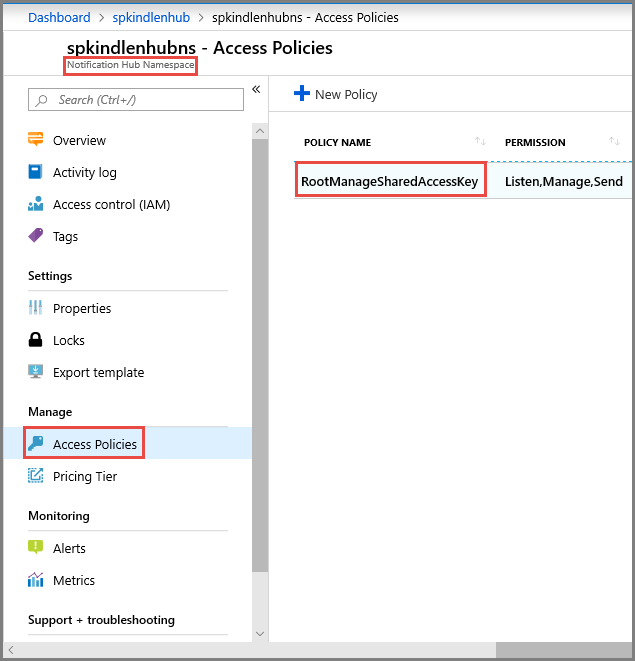 Dashboard > spkindlenhub > spkindlenhubns - Access Policies
spkindlenhubns - Access Policies
Notification Hub Namespace
Search (Ctrl+/)
«
Overview
Activity log
Access control (IAM)
Tags
Settings
Properties
Locks
Export template
Manage
Access Policies
Pricing Tier
Monitoring
Alerts
Metrics
Support + troubleshooting
New Policy
POLICY NAME PERMISSION
RootManageSharedAccessKey Listen,Manage,Send